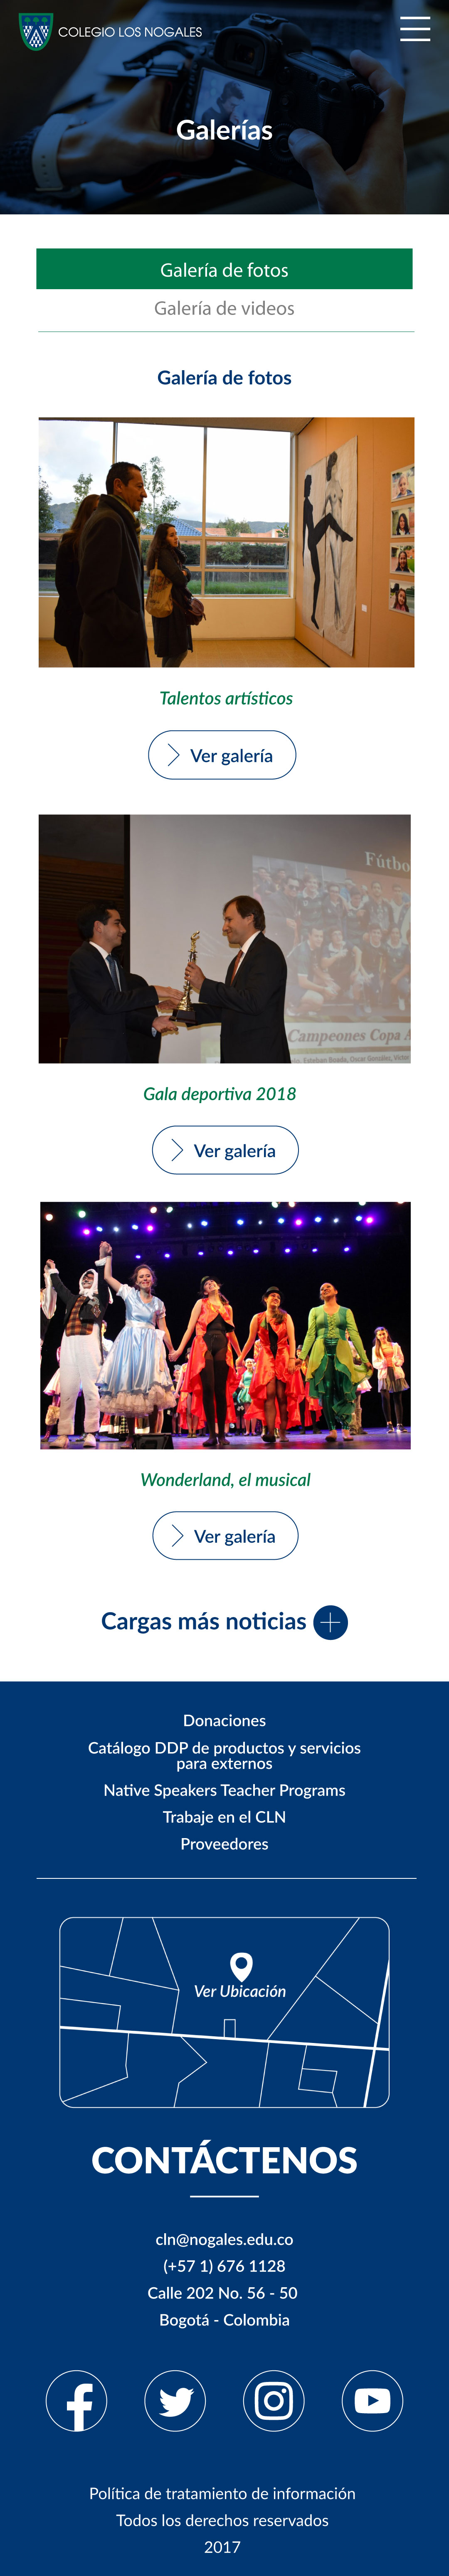 COLEGIO LOS NOGALES
Galerías
Galería de fotos
Galería de videos
Galería de fotos
Talentos artísticos
Ver galería
Fútbo
Campeones Copa A
Gala deportiva 2018
Ver galería
Wonderland, el musical
Ver galería
Cargas más noticias
Donaciones
Catálogo DDP de productos y servicios
para externos
Native Speakers Teacher Programs
Trabaje en el CLN
Proveedores
Ver Ubicación
CONTÁCTENOS
cln@nogales.edu.co
(+57 1) 676 1128
Calle 202 No. 56 - 50
Bogotá - Colombia
Política de tratamiento de información
Todos los derechos reservados
2017